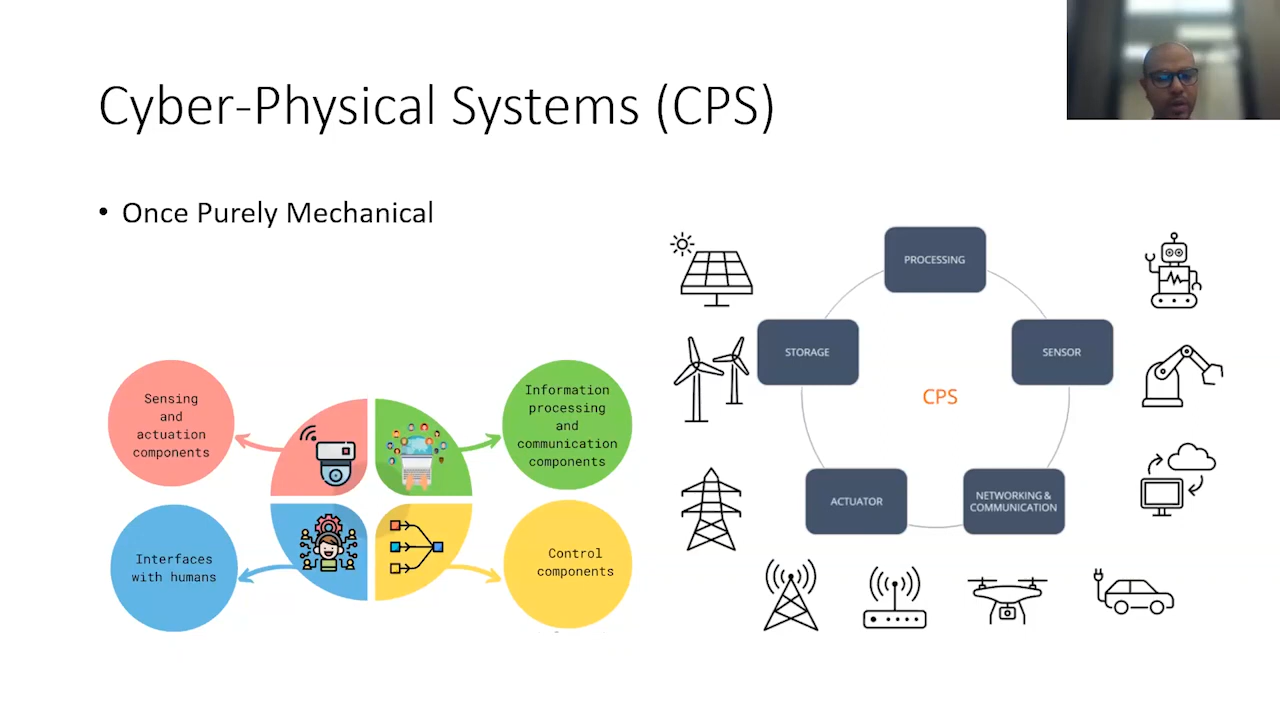 Cyber-Physical Systems (CPS)
• Once Purely Mechanical
Sensing
and
actuation
components
Information
processing
and
communication
components
Interfaces
with humans
Control
components
PROCESSING
STORAGE
SENSOR
CPS
ACTUATOR
NETWORKING &
COMMUNICATION